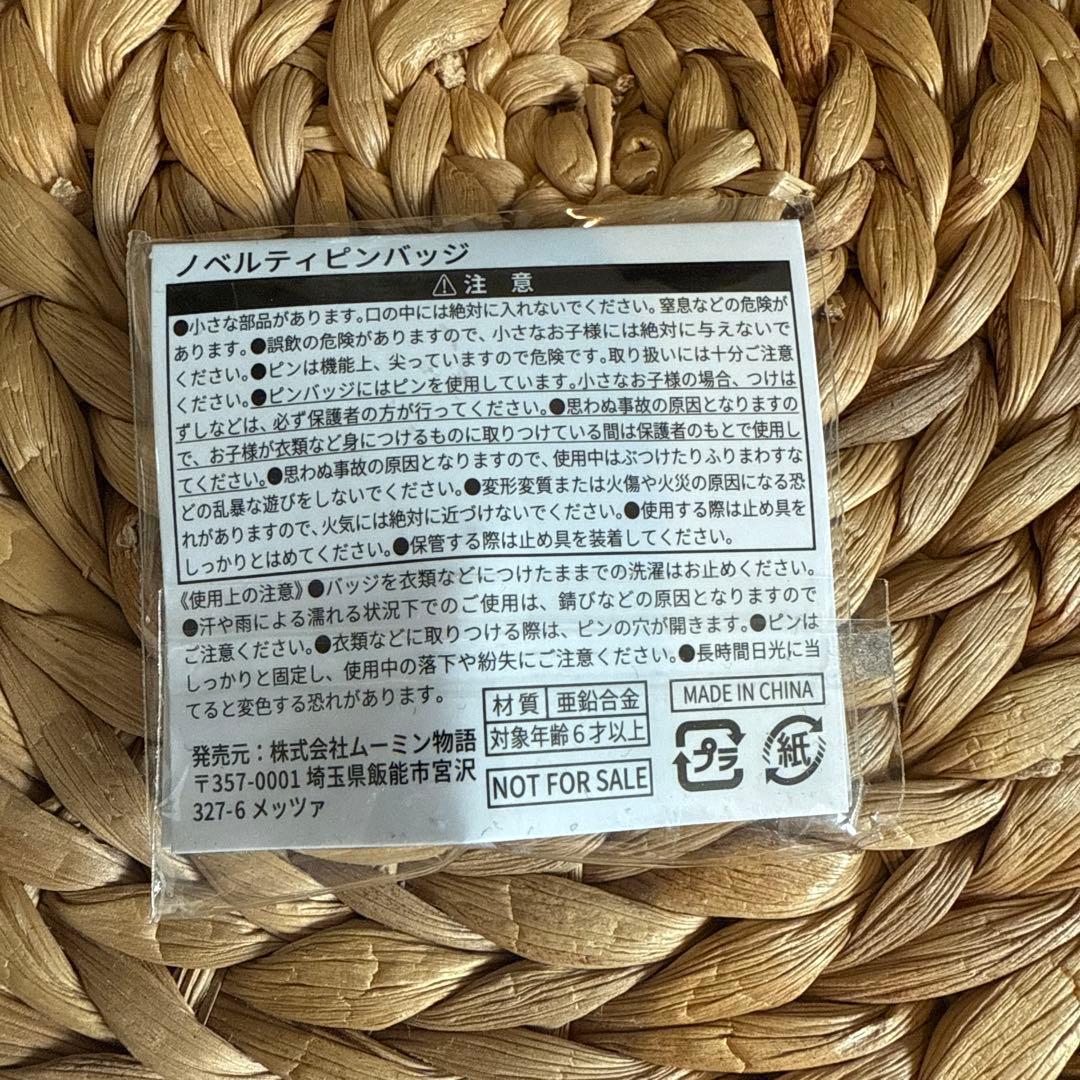 ノベルティピンバッジ
⚠注 意
●小さな部品があります。口の中には絶対に入れないでください。窒息などの危険が
あります。●誤飲の危険がありますので、小さなお子様には絶対に与えないで
ください。●ピンは機能上、尖っていますので危険です。取り扱いには十分ご注意
ください。●ピンバッジにはピンを使用しています。小さなお子様の場合、つけは
ずしなどは、必ず保護者の方が行ってください。●思わぬ事故の原因となりますの
で、お子様が衣類など身につけるものに取りつけている間は保護者のもとで使用し
てください。●思わぬ事故の原因となりますので、使用中はぶつけたりふりまわすな
どの乱暴な遊びをしないでください。●変形変質または火傷や火災の原因になる恐
れがありますので、火気には絶対に近づけないでください。●使用する際は止め具を
しっかりとはめてください。●保管する際は止め具を装着してください。
《使用上の注意》●バッジを衣類などにつけたままでの洗濯はお止めください。
●汗や雨による濡れる状況下でのご使用は、錆びなどの原因となりますので
ご注意ください。●衣類などに取りつける際は、ピンの穴が開きます。●ピンは
しっかりと固定し、使用中の落下や紛失にご注意ください。●長時間日光に当
てると変色する恐れがあります。
材質 亜鉛合金
対象年齢6才以上
MADE IN CHINA
発売元：株式会社ムーミン物語
〒357-0001 埼玉県飯能市宮沢
327-6 メッツァ
NOT FOR SALE
プラ
紙